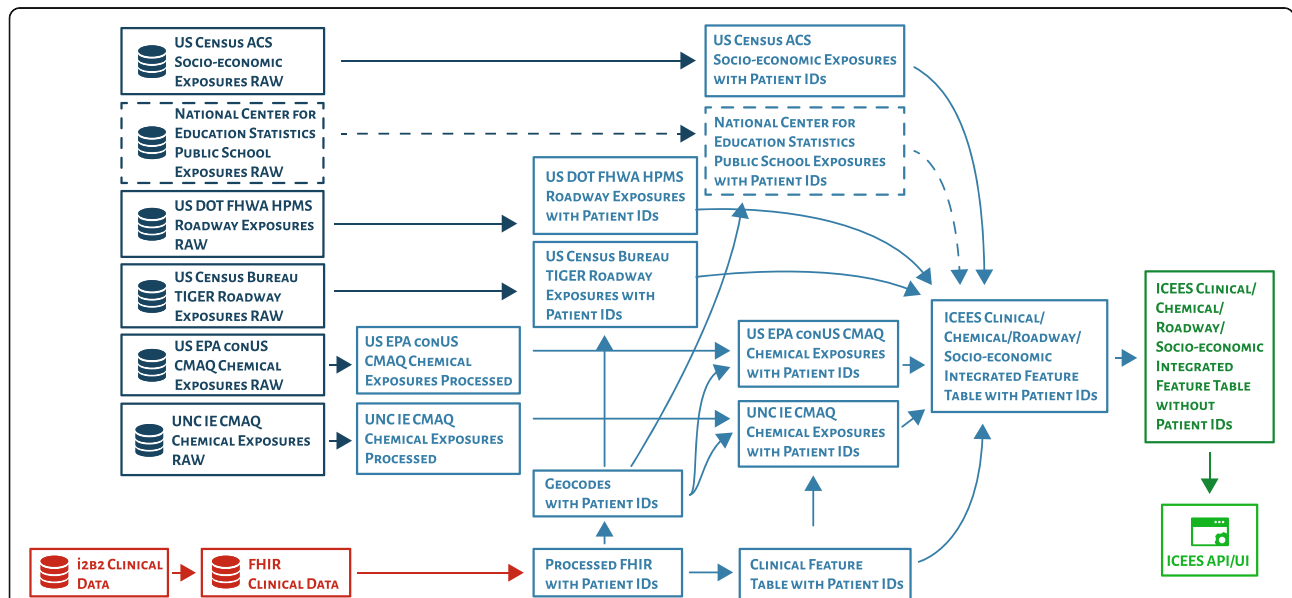 US Census ACS
Socio-economic
Exposures RAW
National Center for
Education Statistics
Public School
Exposures RAW
US DOT FHWA HPMS
Roadway Exposures
RAW
US Census Bureau
TIGER Roadway
Exposures RAW
US EPA conUS
CMAQ Chemical
Exposures RAW
UNC IE CMAQ
Chemical Exposures
RAW
US EPA conUS
CMAQ Chemical
Exposures Processed
UNC IE CMAQ
Chemical Exposures
Processed
US DOT FHWA HPMS
Roadway Exposures
with Patient IDs
US Census Bureau
TIGER Roadway
Exposures with
Patient IDs
US Census ACS
Socio-economic Exposures
with Patient IDs
National Center for
Education Statistics
Public School Exposures
with Patient IDs
US EPA conUS CMAQ
Chemical Exposures
with Patient IDs
UNC IE CMAQ
Chemical Exposures
with Patient IDs
Geocodes
with Patient IDs
i2b2 Clinical
Data
FHIR
Clinical Data
Processed FHIR
with Patient IDs
Clinical Feature
Table with Patient IDs
ICEES Clinical/
Chemical/Roadway/
Socio-economic
Integrated Feature
Table with Patient IDs
ICEES Clinical/
Chemical/
Roadway/
Socio-economic
Integrated
Feature Table
without
Patient IDs
ICEES API/UI